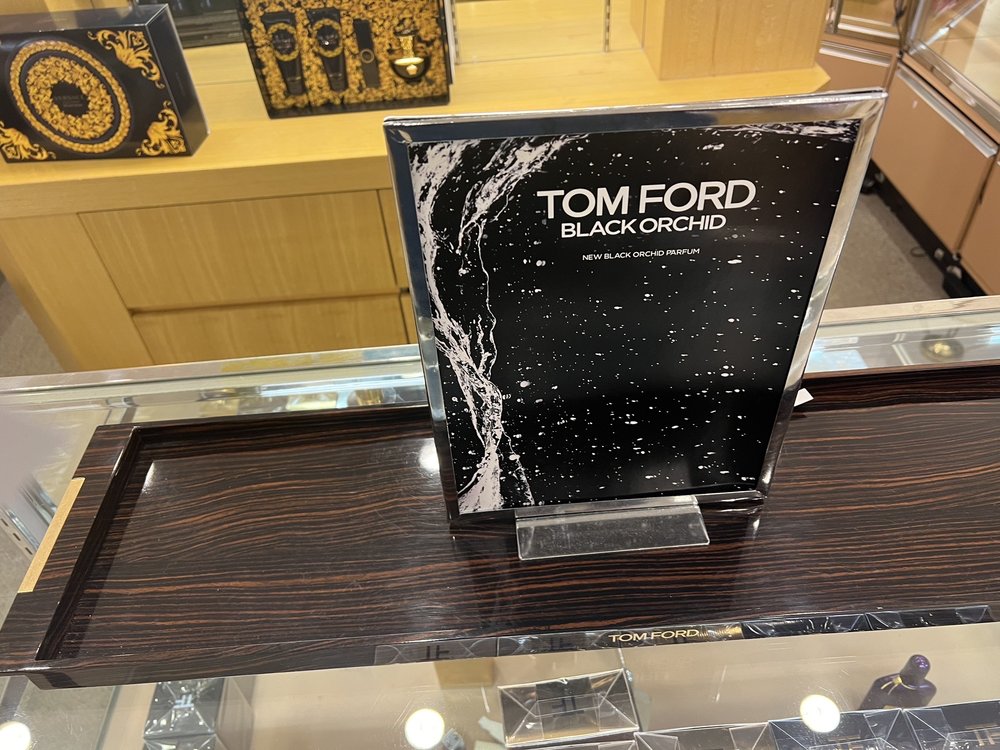 TOM FORD
BLACK ORCHID
NEW BLACK ORCHID PARFUM
TOM FORD